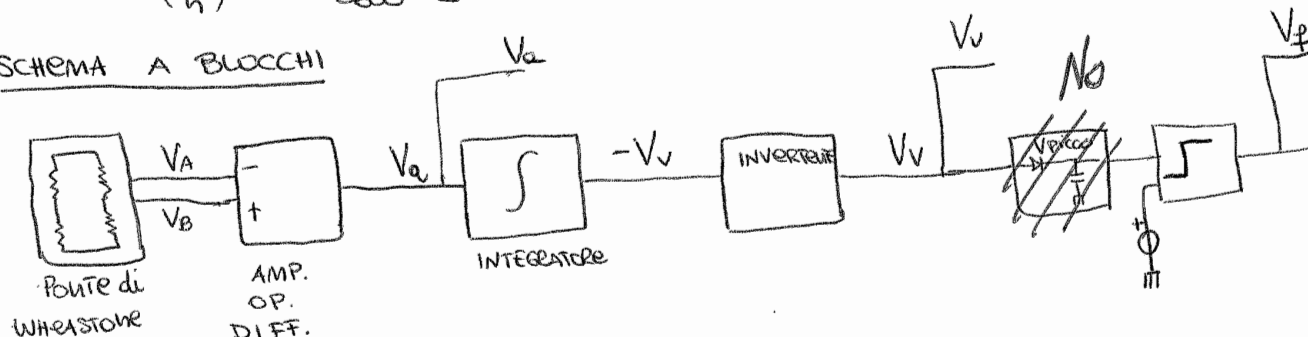 SCHEMA A BLOCCHI
Va
Vv
No
Vf
VA
VB
-
+
Va
∫
-Vv
INVERTENTE
Vv
Vpicco
+
INTEGRATORE
Ponte di
WHEASTONE
AMP.
OP.
DIFF.